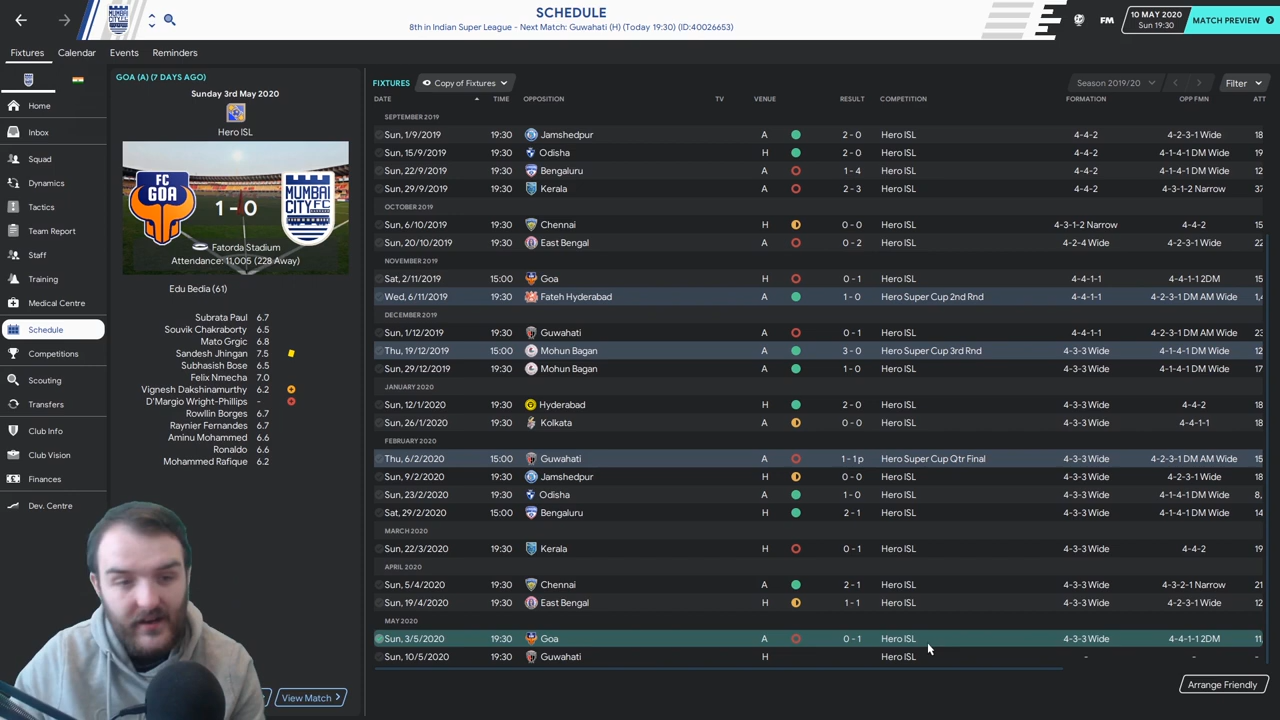 SCHEDULE
8th in Indian Super League - Next Match: Guwahati (H) (Today 19:30) (ID:40026653)
FM
10 MAY 2020
Sun 19:30
MATCH PREVIEW
Fixtures Calendar Events Reminders
Home
Inbox
Squad
Dynamics
Tactics
Team Report
Staff
Training
Medical Centre
Schedule
Competitions
Scouting
Transfers
Club Info
Club Vision
Finances
Dev. Centre
GOA (A) (7 DAYS AGO)
Sunday 3rd May 2020
Hero ISL
FC GOA
1 - 0
MUMBAI CITY FC
Fatorda Stadium
Attendance: 11,005 (228 Away)
Edu Bedia (61)
Subrata Paul 6.7
Souvik Chakraborty 6.5
Mato Grgic 6.8
Sandesh Jhingan 7.5
Subhasish Bose 6.5
Felix Nmecha 7.0
Vignesh Dakshinamurthy 6.2
D'Margio Wright-Phillips -
Rowllin Borges 6.7
Raynier Fernandes 6.7
Aminu Mohammed 6.6
Ronaldo 6.6
Mohammed Rafique 6.2
View Match
FIXTURES Copy of Fixtures Season 2019/20 Filter
DATE TIME OPPOSITION TV VENUE RESULT COMPETITION FORMATION OPP FMN ATT
SEPTEMBER 2019
Sun, 1/9/2019 19:30 Jamshedpur A 2 - 0 Hero ISL 4-4-2 4-2-3-1 Wide 18
Sun, 15/9/2019 19:30 Odisha H 2 - 0 Hero ISL 4-4-2 4-1-4-1 DM Wide 19
Sun, 22/9/2019 19:30 Bengaluru A 1 - 4 Hero ISL 4-4-2 4-1-4-1 DM Wide 12
Sun, 29/9/2019 19:30 Kerala A 2 - 3 Hero ISL 4-4-2 4-3-1-2 Narrow 37
OCTOBER 2019
Sun, 6/10/2019 19:30 Chennai H 0 - 0 Hero ISL 4-3-1-2 Narrow 4-4-2 15
Sun, 20/10/2019 19:30 East Bengal A 0 - 2 Hero ISL 4-2-4 Wide 4-2-3-1 Wide 22
NOVEMBER 2019
Sat, 2/11/2019 15:00 Goa H 0 - 1 Hero ISL 4-4-1-1 4-4-1-1 2DM 15
Wed, 6/11/2019 19:30 Fateh Hyderabad A 1 - 0 Hero Super Cup 2nd Rnd 4-4-1-1 4-2-3-1 DM AM Wide 1,4
DECEMBER 2019
Sun, 1/12/2019 19:30 Guwahati A 0 - 1 Hero ISL 4-4-1-1 4-2-3-1 DM AM Wide 23
Thu, 19/12/2019 15:00 Mohun Bagan A 3 - 0 Hero Super Cup 3rd Rnd 4-3-3 Wide 4-1-4-1 DM Wide 12
Sun, 29/12/2019 19:30 Mohun Bagan A 1 - 0 Hero ISL 4-3-3 Wide 4-1-4-1 DM Wide 17
JANUARY 2020
Sun, 12/1/2020 19:30 Hyderabad H 2 - 0 Hero ISL 4-3-3 Wide 4-4-2 18
Sun, 26/1/2020 19:30 Kolkata A 0 - 0 Hero ISL 4-3-3 Wide 4-4-1-1 18
FEBRUARY 2020
Thu, 6/2/2020 15:00 Guwahati A 1 - 1 p Hero Super Cup Qtr Final 4-3-3 Wide 4-2-3-1 DM AM Wide 15
Sun, 9/2/2020 19:30 Jamshedpur H 0 - 0 Hero ISL 4-3-3 Wide 4-2-3-1 Wide 18
Sun, 23/2/2020 19:30 Odisha A 1 - 0 Hero ISL 4-3-3 Wide 4-1-4-1 DM Wide 8,
Sat, 29/2/2020 15:00 Bengaluru H 2 - 1 Hero ISL 4-3-3 Wide 4-1-4-1 DM Wide 14
MARCH 2020
Sun, 22/3/2020 19:30 Kerala H 0 - 1 Hero ISL 4-3-3 Wide 4-4-2 19
APRIL 2020
Sun, 5/4/2020 19:30 Chennai A 2 - 1 Hero ISL 4-3-3 Wide 4-3-2-1 Narrow 21
Sun, 19/4/2020 19:30 East Bengal H 1 - 1 Hero ISL 4-3-3 Wide 4-2-3-1 Wide 12
MAY 2020
Sun, 3/5/2020 19:30 Goa A 0 - 1 Hero ISL 4-3-3 Wide 4-4-1-1 2DM 11,
Sun, 10/5/2020 19:30 Guwahati H Hero ISL - - -
Arrange Friendly